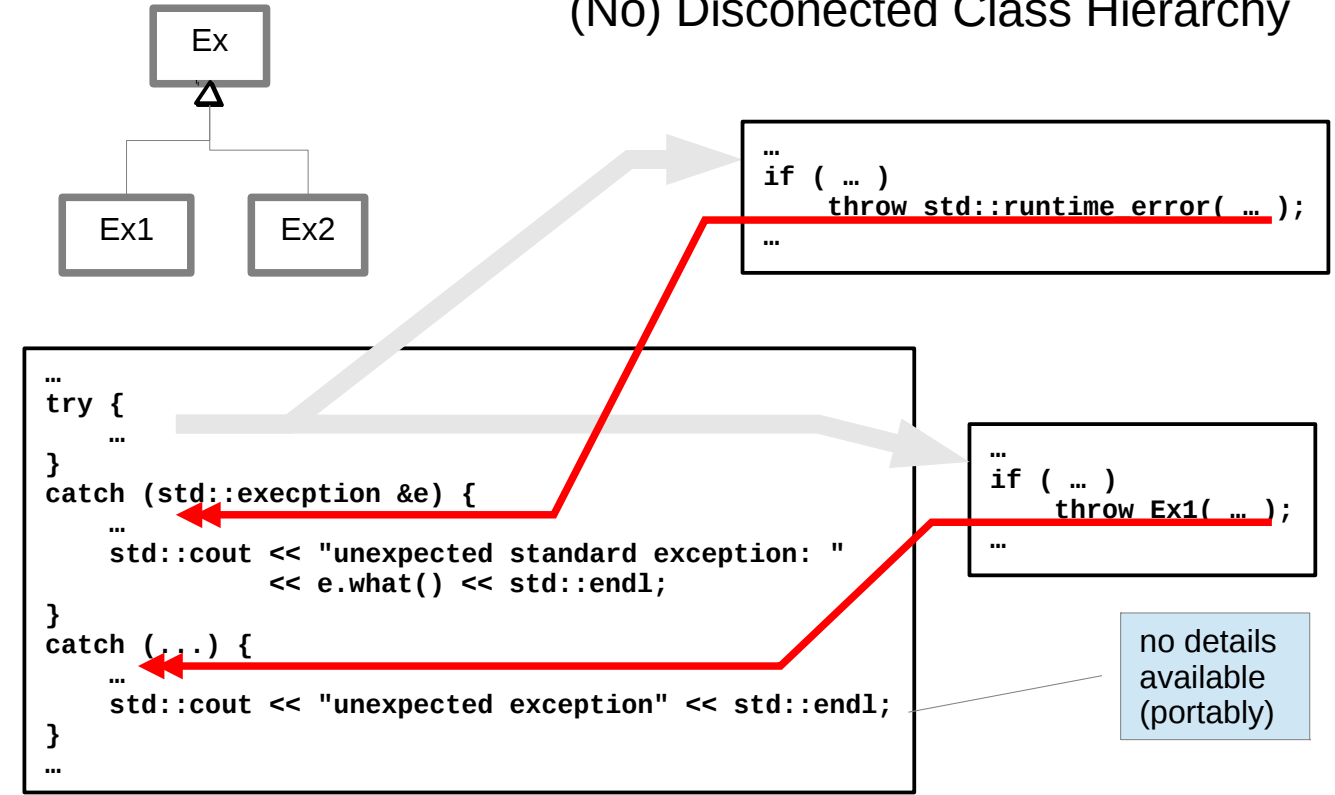 (No) Disconected Class Hierarchy
Ex
Ex1
Ex2
…
if ( … )
    throw std::runtime_error( … );
…
…
try {
    …
}
catch (std::execption &e) {
    …
    std::cout << "unexpected standard exception: "
              << e.what() << std::endl;
}
catch (...) {
    …
    std::cout << "unexpected exception" << std::endl;
}
…
…
if ( … )
    throw Ex1( … );
…
no details
available
(portably)